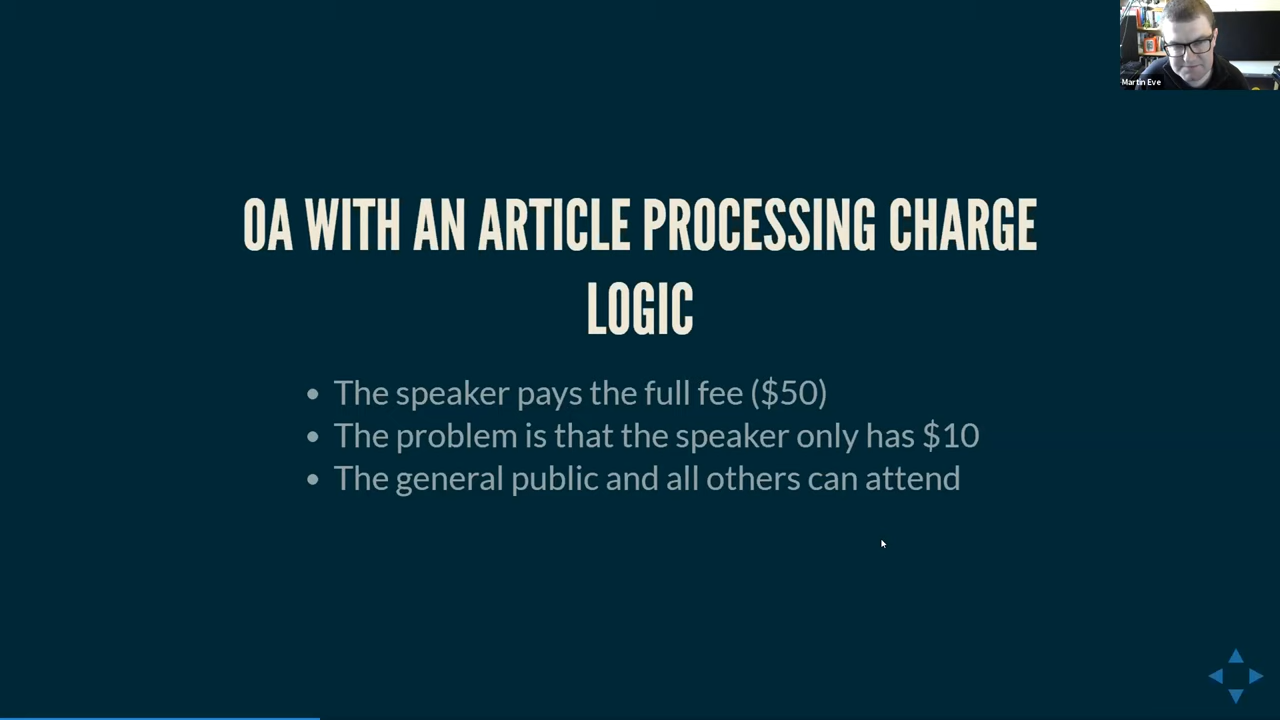 Martin Eve
OA WITH AN ARTICLE PROCESSING CHARGE
LOGIC
• The speaker pays the full fee ($50)
• The problem is that the speaker only has $10
• The general public and all others can attend